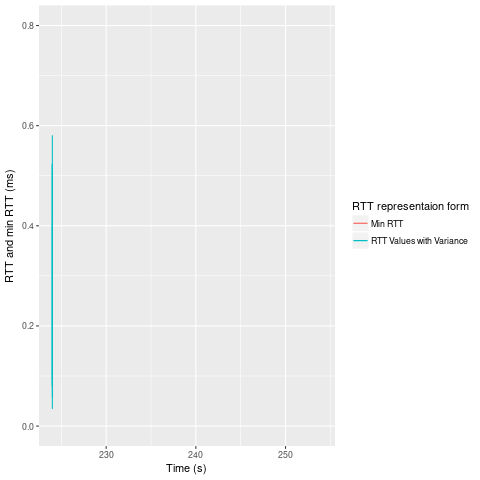 0.8
0.6
0.4
0.2
0.0
RTT and min RTT (ms)
230
240
250
Time (s)
RTT representaion form
Min RTT
RTT Values with Variance